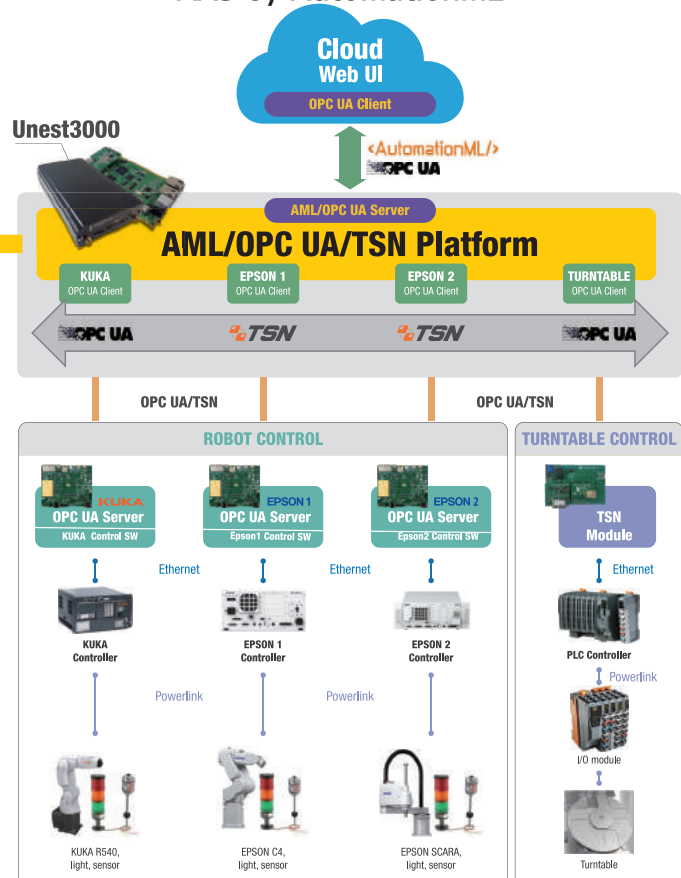 AAS by AutomationML
Cloud
Web UI
OPC UA Client
Unest3000
<AutomationML/>
OPC UA
AML/OPC UA Server
AML/OPC UA/TSN Platform
KUKA
OPC UA Client
EPSON 1
OPC UA Client
EPSON 2
OPC UA Client
TURNTABLE
OPC UA Client
OPC UA
TSN
TSN
OPC UA
OPC UA/TSN
OPC UA/TSN
ROBOT CONTROL
TURNTABLE CONTROL
KUKA
OPC UA Server
KUKA Control SW
EPSON 1
OPC UA Server
Epson1 Control SW
EPSON 2
OPC UA Server
Epson2 Control SW
TSN
Module
Ethernet
Ethernet
Ethernet
KUKA
Controller
EPSON 1
Controller
EPSON 2
Controller
PLC Controller
Powerlink
Powerlink
Powerlink
I/O module
KUKA R540,
light, sensor
EPSON C4,
light, sensor
EPSON SCARA,
light, sensor
Turntable